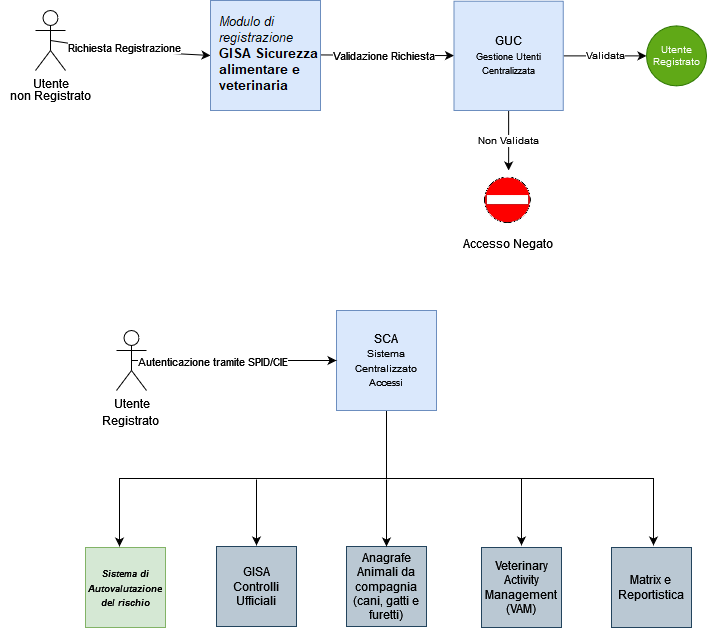 Utente
non Registrato
Richiesta Registrazione
Modulo di
registrazione
GISA Sicurezza
alimentare e
veterinaria
Validazione Richiesta
GUC
Gestione Utenti
Centralizzata
Validata
Utente
Registrato
Non Validata
Accesso Negato
Utente
Registrato
Autenticazione tramite SPID/CIE
SCA
Sistema
Centralizzato
Accessi
Sistema di
Autovalutazione
del rischio
GISA
Controlli
Ufficiali
Anagrafe
Animali da
compagnia
(cani, gatti e
furetti)
Veterinary
Activity
Management
(VAM)
Matrix e
Reportistica